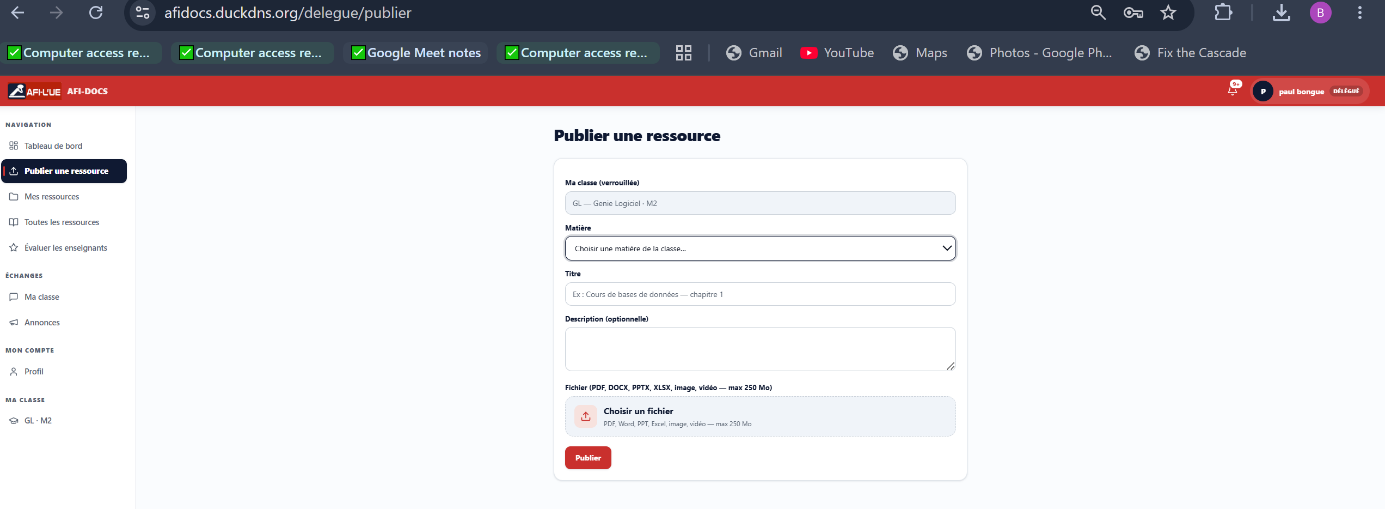 afidocs.duckdns.org/delegue/publier
B
Computer access re...
Computer access re...
Google Meet notes
Computer access re...
Gmail
YouTube
Maps
Photos - Google Ph...
Fix the Cascade
AFI-L'UE
AFI-DOCS
9+
P
paul bongue
DÉLÉGUÉ
NAVIGATION
Tableau de bord
Publier une ressource
Mes ressources
Toutes les ressources
Évaluer les enseignants
ÉCHANGES
Ma classe
Annonces
MON COMPTE
Profil
MA CLASSE
GL - M2
Publier une ressource
Ma classe (verrouillée)
GL — Genie Logiciel - M2
Matière
Choisir une matière de la classe...
Titre
Ex : Cours de bases de données — chapitre 1
Description (optionnelle)
Fichier (PDF, DOCX, PPTX, XLSX, image, vidéo — max 250 Mo)
Choisir un fichier
PDF, Word, PPT, Excel, image, vidéo — max 250 Mo
Publier